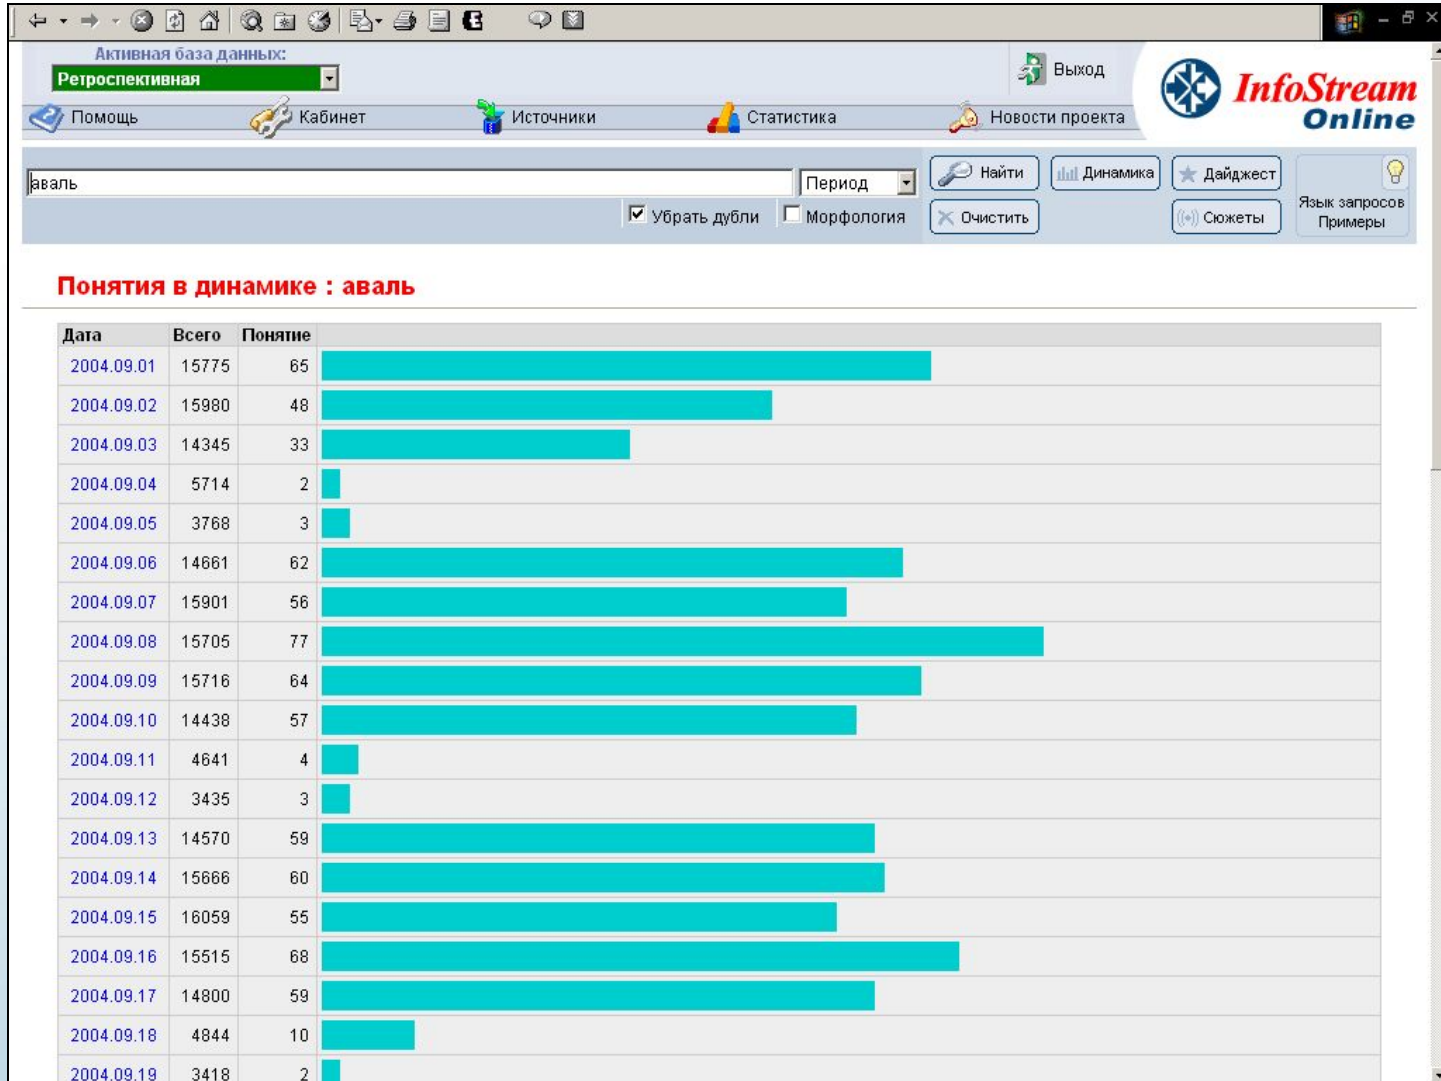 Активная база данных:
Ретроспективная
Выход
InfoStream
Online
Помощь Кабинет Источники Статистика Новости проекта
аваль Период Найти Динамика Дайджест
Убрать дубли Морфология Очистить Сюжеты Язык запросов
Примеры
Понятия в динамике : аваль
Дата Всего Понятие
2004.09.01 15775 65
2004.09.02 15980 48
2004.09.03 14345 33
2004.09.04 5714 2
2004.09.05 3768 3
2004.09.06 14661 62
2004.09.07 15901 56
2004.09.08 15705 77
2004.09.09 15716 64
2004.09.10 14438 57
2004.09.11 4641 4
2004.09.12 3435 3
2004.09.13 14570 59
2004.09.14 15666 60
2004.09.15 16059 55
2004.09.16 15515 68
2004.09.17 14800 59
2004.09.18 4844 10
2004.09.19 3418 2